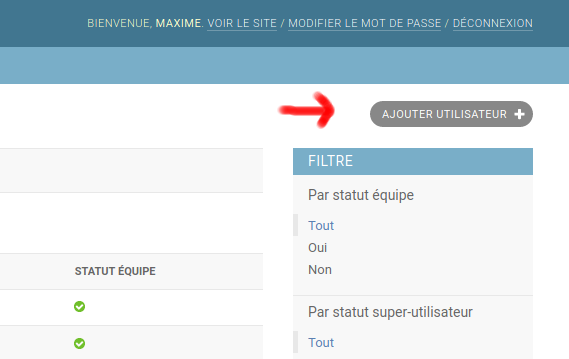 BIENVENUE, MAXIME. VOIR LE SITE / MODIFIER LE MOT DE PASSE / DÉCONNEXION
AJOUTER UTILISATEUR
FILTRE
Par statut équipe
Tout
Oui
Non
STATUT ÉQUIPE
Par statut super-utilisateur
Tout